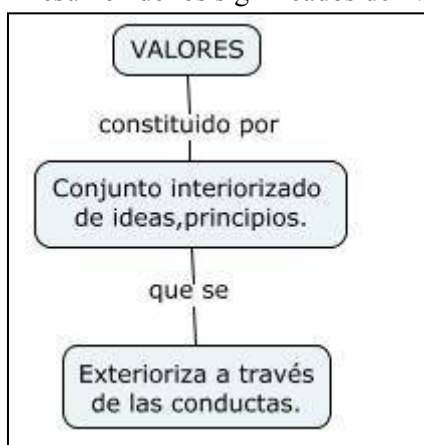 VALORES
constituido por
Conjunto interiorizado
de ideas,principios.
que se
Exterioriza a través
de las conductas.